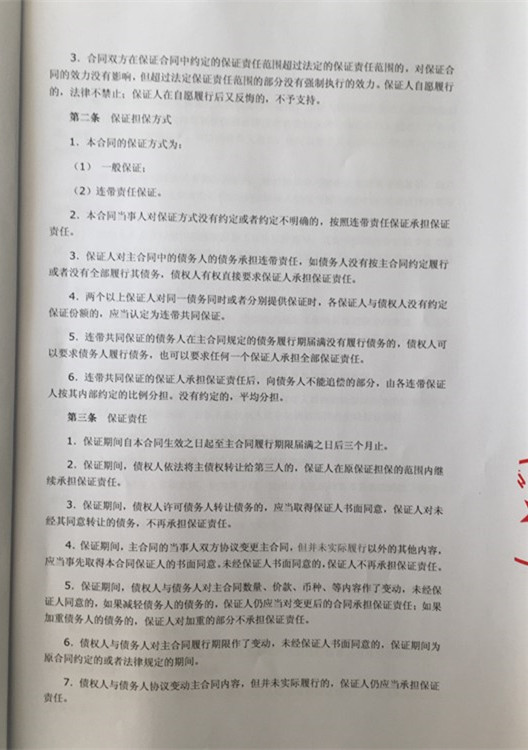 3．合同双方在保证合同中约定的保证责任范围超过法定的保证责任范围的，对保证合
同的效力没有影响，但超过法定保证责任范围的部分没有强制执行的效力。保证人自愿履行
的，法律不禁止；保证人在自愿履行后又反悔的，不予支持。
第二条 保证担保方式
1、本合同的保证方式为：
（1） 一般保证；
（2）连带责任保证。
2．本合同当事人对保证方式没有约定或者约定不明确的，按照连带责任保证承担保证
责任。
3．保证人对主合同中的债务人的债务承担连带责任，如债务人没有按主合同约定履行
或者没有全部履行其债务，债权人有权直接要求保证人承担保证责任。
4．两个以上保证人对同一债务同时或者分别提供保证时，各保证人与债权人没有约定
保证份额的，应当认定为连带共同保证。
5．连带共同保证的债务人在主合同规定的债务履行期届满没有履行债务的，债权人可
以要求债务人履行债务，也可以要求任何一个保证人承担全部保证责任。
6．连带共同保证的保证人承担保证责任后，向债务人不能追偿的部分，由各连带保证
人按其内部约定的比例分担。没有约定的，平均分担。
第三条 保证责任
1．保证期间自本合同生效之日起至主合同履行期限届满之日后三个月止。
2．保证期间，债权人依法将主债权转让给第三人的，保证人在原保证担保的范围内继
续承担保证责任。
3．保证期间，债权人许可债务人转让债务的，应当取得保证人书面同意，保证人对未
经其同意转让的债务，不再承担保证责任。
4．保证期间，主合同的当事人双方协议变更主合同，但并未实际履行以外的其他内容，
应当事先取得本合同保证人的书面同意。未经保证人书面同意的，保证人不再承担保证责任。
5．保证期间，债权人与债务人对主合同数量、价款、币种、等内容作了变动，未经保
证人同意的，如果减轻债务人的债务的，保证人仍应当对变更后的合同承担保证责任；如果
加重债务人的债务的，保证人对加重的部分不承担保证责任。
6．债权人与债务人对主合同履行期限作了变动，未经保证人书面同意的，保证期间为
原合同约定的或者法律规定的期间。
7．债权人与债务人协议变动主合同内容，但并未实际履行的，保证人仍应当承担保证
责任。